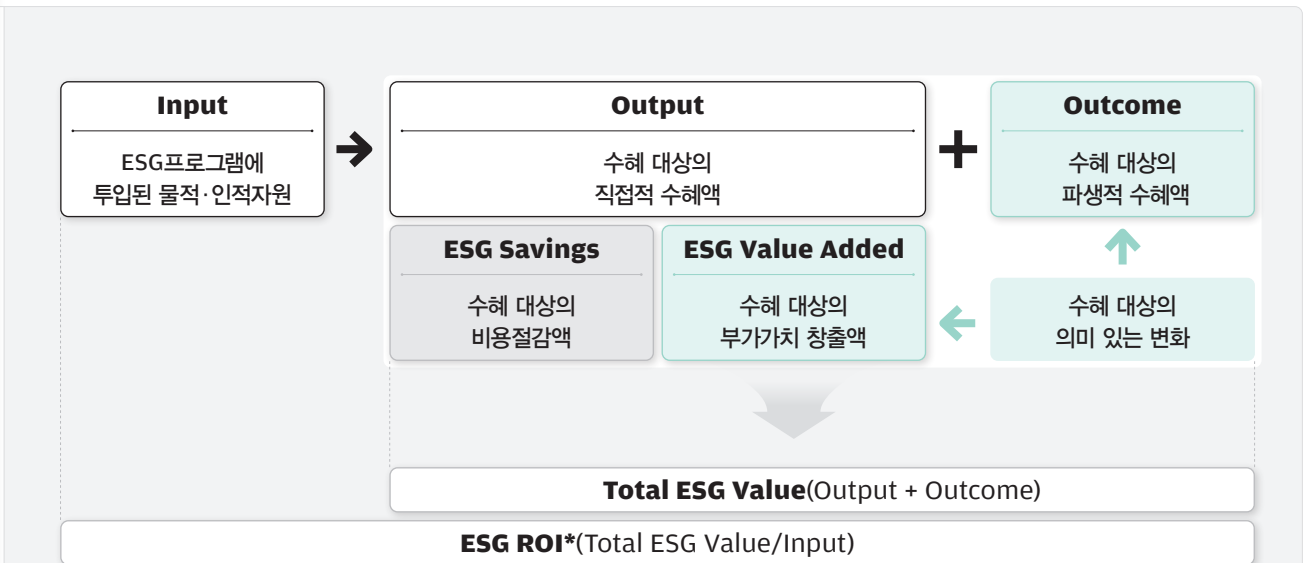 Input
ESG프로그램에
투입된 물적·인적자원
Output
수혜 대상의
직접적 수혜액
Outcome
수혜 대상의
파생적 수혜액
ESG Savings
수혜 대상의
비용절감액
ESG Value Added
수혜 대상의
부가가치 창출액
수혜 대상의
의미 있는 변화
Total ESG Value(Output + Outcome)
ESG ROI*(Total ESG Value/Input)